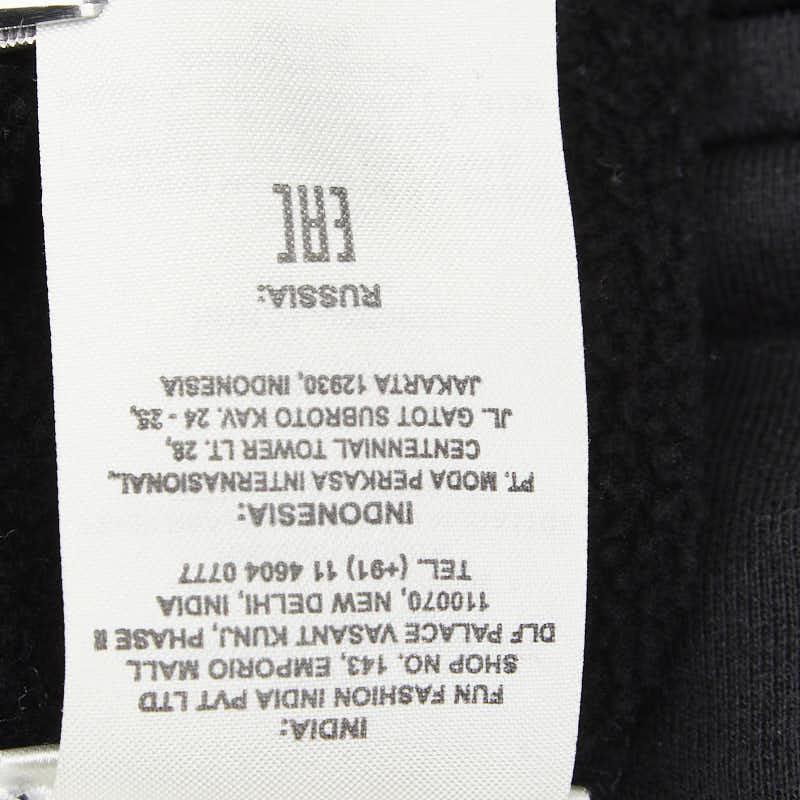 INDIA:
FUN FASHION INDIA PVT LTD
SHOP NO. 143, EMPORIO MALL
DLF PALACE VASANT KUNJ, PHASE II
110070, NEW DELHI, INDIA
TEL. (+91) 11 4604 0777
INDONESIA:
PT. MODA PERKASA INTERNASIONAL,
CENTENNIAL TOWER LT. 28,
JL. GATOT SUBROTO KAV. 24 - 25,
JAKARTA 12930, INDONESIA
RUSSIA:
EAC